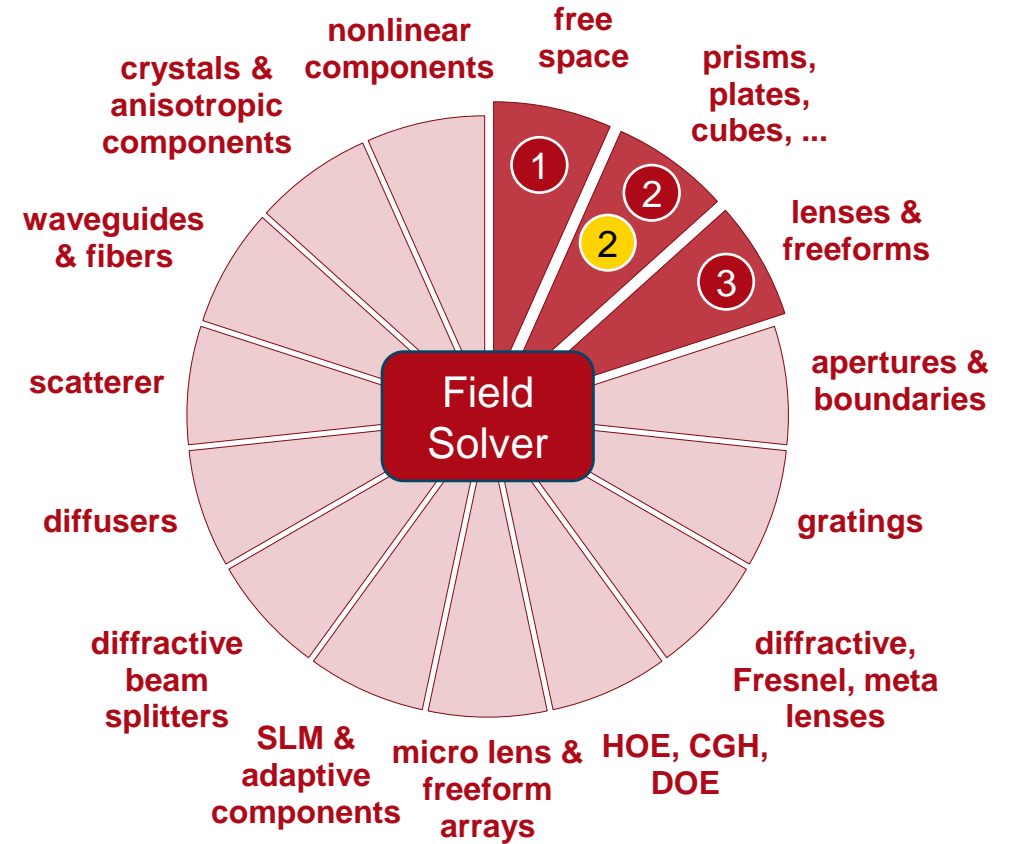 free
space
prisms,
plates,
cubes, ...
lenses &
freeforms
apertures &
boundaries
gratings
diffractive,
Fresnel, meta
lenses
HOE, CGH,
DOE
micro lens &
freeform
arrays
SLM &
adaptive
components
diffractive
beam
splitters
diffusers
scatterer
waveguides
& fibers
crystals &
anisotropic
components
nonlinear
components
1
2
2
3
Field
Solver